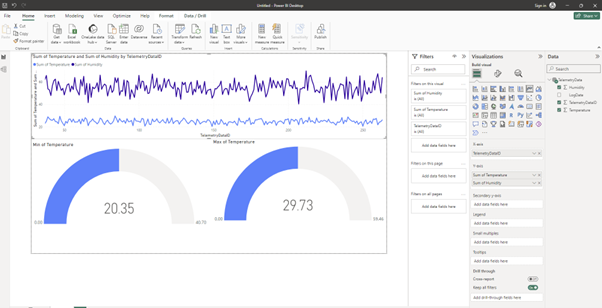 Untitled - Power BI Desktop
Sign in
File Home Insert Modeling View Optimize Help Format Data / Drill
Share
Paste
Cut
Copy
Format painter
Get data
Excel workbook
OneLake data hub
SQL Server
Enter data
Dataverse
Recent sources
Transform data
Refresh
New visual
Text box
More visuals
New measure
Quick measure
Sensitivity
Publish
Clipboard
Data
Queries
Insert
Calculations
Sensitivity
Share
Sum of Temperature and Sum of Humidity by TelemetryDataID
Sum of Temperature Sum of Humidity
Sum of Temperature and Sum ...
TelemetryDataID
Min of Temperature
20.35
0.00
40.70
Max of Temperature
29.73
0.00
59.46
Filters
Search
Filters on this visual
Sum of Humidity
is (All)
Sum of Temperature
is (All)
TelemetryDataID
is (All)
Add data fields here
Filters on this page
Add data fields here
Filters on all pages
Add data fields here
Visualizations
Build visual
X-axis
TelemetryDataID
Y-axis
Sum of Temperature
Sum of Humidity
Secondary y-axis
Add data fields here
Legend
Add data fields here
Small multiples
Add data fields here
Tooltips
Add data fields here
Drill through
Cross-report
Keep all filters
Add drill-through fields here
Data
Search
TelemetryData
Humidity
LogDate
TelemetryDataID
Temperature